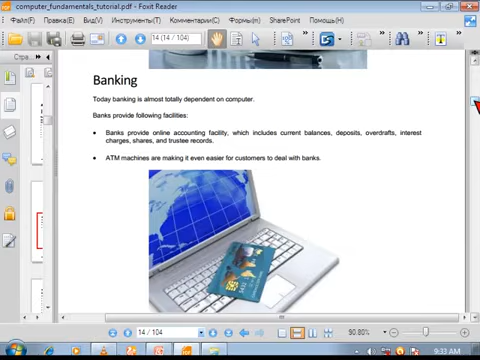 computer_fundamentals_tutorial.pdf - Foxit Reader
Файл(F) Правка(E) Вид(V) Инструменты(T) Комментарии(C) Формы(m) SharePoint Помощь(H)
14 (14 / 104)
Стра
Banking
Today banking is almost totally dependent on computer.
Banks provide following facilities:
• Banks provide online accounting facility, which includes current balances, deposits, overdrafts, interest
charges, shares, and trustee records.
• ATM machines are making it even easier for customers to deal with banks.
14 / 104
90.80%
9:33 AM